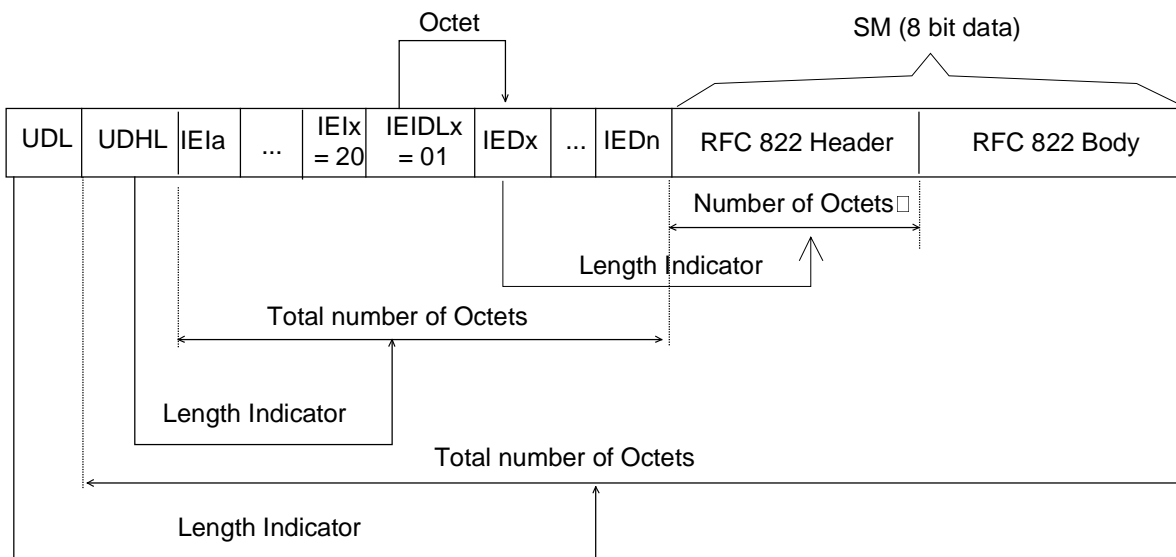 Octet
SM (8 bit data)
UDL
UDHL
IEIa
...
IEIx
= 20
IEIDLx
= 01
IEDx
...
IEDn
RFC 822 Header
RFC 822 Body
Number of Octets□
Length Indicator
Total number of Octets
Length Indicator
Total number of Octets
Length Indicator